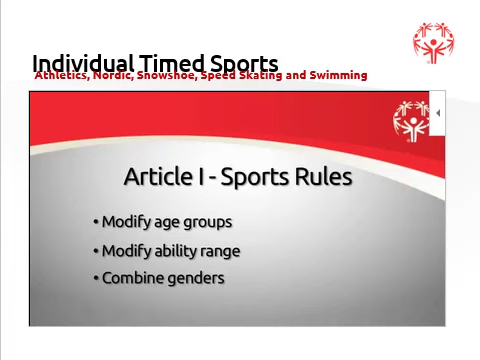 Individual Timed Sports
Athletics, Nordic, Snowshoe, Speed Skating and Swimming
Article I - Sports Rules
• Modify age groups
• Modify ability range
• Combine genders